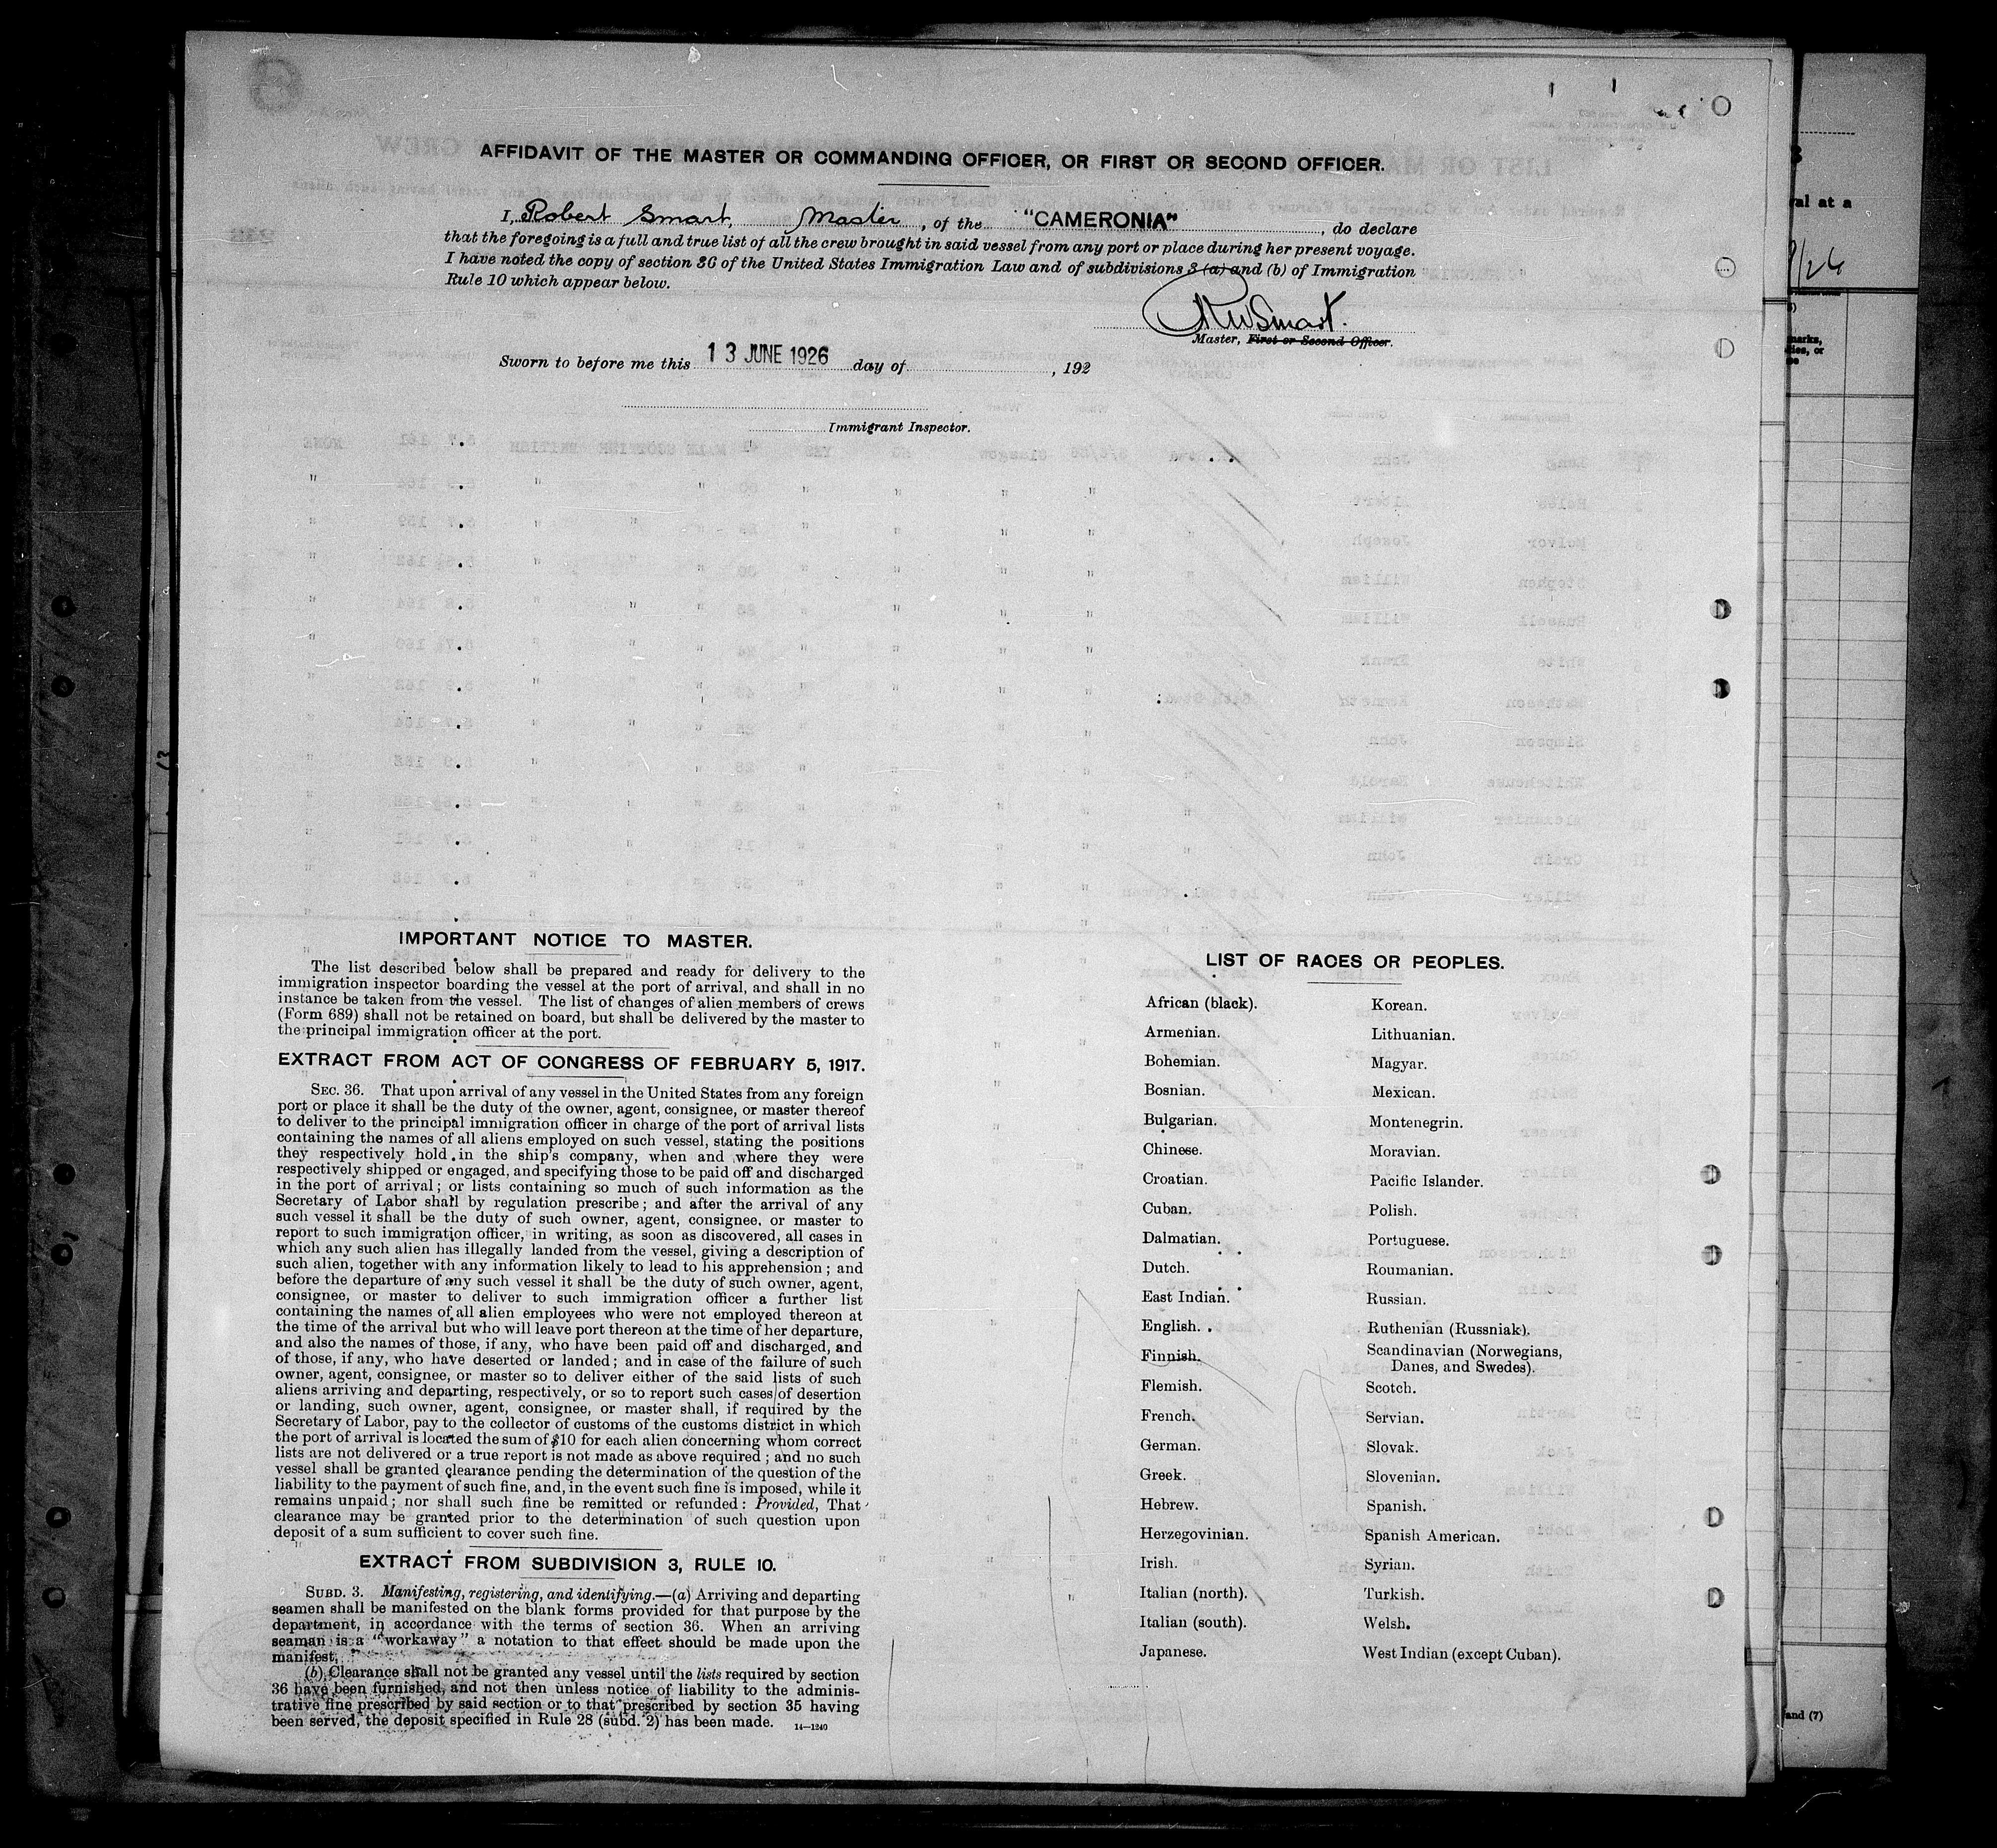 AFFIDAVIT OF THE MASTER OR COMMANDING OFFICER, OR FIRST OR SECOND OFFICER.
I, Robert Smart, Master, of the "CAMERONIA", do declare
that the foregoing is a full and true list of all the crew brought in said vessel from any port or place during her present voyage.
I have noted the copy of section 36 of the United States Immigration Law and of subdivisions 3 (a) and (b) of Immigration
Rule 10 which appear below.
RW Smart.
Master, First or Second Officer.
Sworn to before me this 13 JUNE 1926 day of , 192
Immigrant Inspector.
IMPORTANT NOTICE TO MASTER.
The list described below shall be prepared and ready for delivery to the
immigration inspector boarding the vessel at the port of arrival, and shall in no
instance be taken from the vessel. The list of changes of alien members of crews
(Form 689) shall not be retained on board, but shall be delivered by the master to
the principal immigration officer at the port.
EXTRACT FROM ACT OF CONGRESS OF FEBRUARY 5, 1917.
SEC. 36. That upon arrival of any vessel in the United States from any foreign
port or place it shall be the duty of the owner, agent, consignee, or master thereof
to deliver to the principal immigration officer in charge of the port of arrival lists
containing the names of all aliens employed on such vessel, stating the positions
they respectively hold in the ship's company, when and where they were
respectively shipped or engaged, and specifying those to be paid off and discharged
in the port of arrival; or lists containing so much of such information as the
Secretary of Labor shall by regulation prescribe; and after the arrival of any
such vessel it shall be the duty of such owner, agent, consignee, or master to
report to such immigration officer, in writing, as soon as discovered, all cases in
which any such alien has illegally landed from the vessel, giving a description of
such alien, together with any information likely to lead to his apprehension; and
before the departure of any such vessel it shall be the duty of such owner, agent,
consignee, or master to deliver to such immigration officer a further list
containing the names of all alien employees who were not employed thereon at
the time of the arrival but who will leave port thereon at the time of her departure,
and also the names of those, if any, who have been paid off and discharged, and
of those, if any, who have deserted or landed; and in case of the failure of such
owner, agent, consignee, or master so to deliver either of the said lists of such
aliens arriving and departing, respectively, or so to report such cases of desertion
or landing, such owner, agent, consignee, or master shall, if required by the
Secretary of Labor, pay to the collector of customs of the customs district in which
the port of arrival is located the sum of $10 for each alien concerning whom correct
lists are not delivered or a true report is not made as above required; and no such
vessel shall be granted clearance pending the determination of the question of the
liability to the payment of such fine, and, in the event such fine is imposed, while it
remains unpaid; nor shall such fine be remitted or refunded: Provided, That
clearance may be granted prior to the determination of such question upon
deposit of a sum sufficient to cover such fine.
EXTRACT FROM SUBDIVISION 3, RULE 10.
SUBD. 3. Manifesting, registering, and identifying.—(a) Arriving and departing
seamen shall be manifested on the blank forms provided for that purpose by the
department, in accordance with the terms of section 36. When an arriving
seaman is a "workaway" a notation to that effect should be made upon the
manifest.
(b) Clearance shall not be granted any vessel until the lists required by section
36 have been furnished, and not then unless notice of liability to the adminis-
trative fine prescribed by said section or to that prescribed by section 35 having
been served, the deposit specified in Rule 28 (subd. 2) has been made. 14—1240
LIST OF RACES OR PEOPLES.
African (black).
Armenian.
Bohemian.
Bosnian.
Bulgarian.
Chinese.
Croatian.
Cuban.
Dalmatian.
Dutch.
East Indian.
English.
Finnish.
Flemish.
French.
German.
Greek.
Hebrew.
Herzegovinian.
Irish.
Italian (north).
Italian (south).
Japanese.
Korean.
Lithuanian.
Magyar.
Mexican.
Montenegrin.
Moravian.
Pacific Islander.
Polish.
Portuguese.
Roumanian.
Russian.
Ruthenian (Russniak).
Scandinavian (Norwegians,
Danes, and Swedes).
Scotch.
Servian.
Slovak.
Slovenian.
Spanish.
Spanish American.
Syrian.
Turkish.
Welsh.
West Indian (except Cuban).
val at a
and (7)